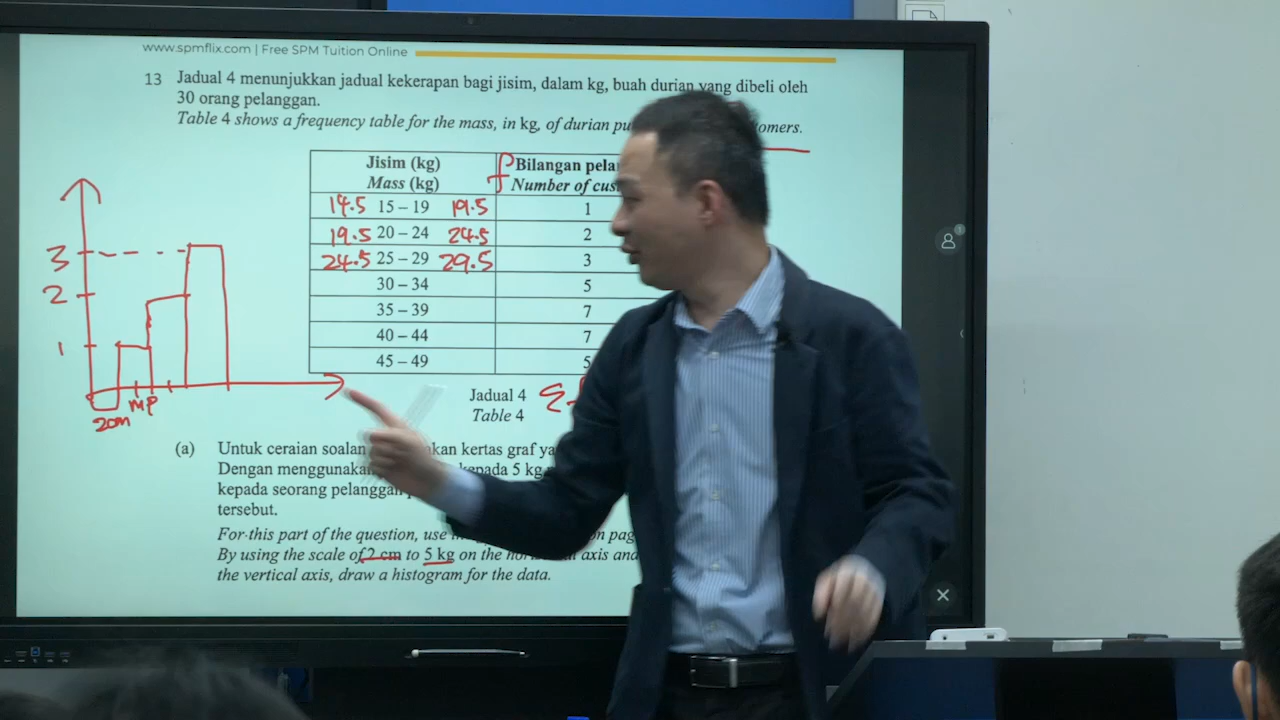 www.spmflix.com | Free SPM Tuition Online
13 Jadual 4 menunjukkan jadual kekerapan bagi jisim, dalam kg, buah durian yang dibeli oleh
30 orang pelanggan.
Table 4 shows a frequency table for the mass, in kg, of durian
Jisim (kg) Bilangan
Mass (kg) f Number of
14.5 15 – 19 19.5 1
19.5 20 – 24 24.5 2
24.5 25 – 29 29.5 3
30 – 34 5
35 – 39 7
40 – 44 7
45 – 49 5
3
2
1
20M MP
Jadual 4
Table 4
(a) Untuk ceraian soalan kertas graf
Dengan menggunakan kepada 5 kg
kepada seorang pelanggan
tersebut.
For this part of the question, use
By using the scale of 2 cm to 5 kg on the axis and
the vertical axis, draw a histogram for the data.